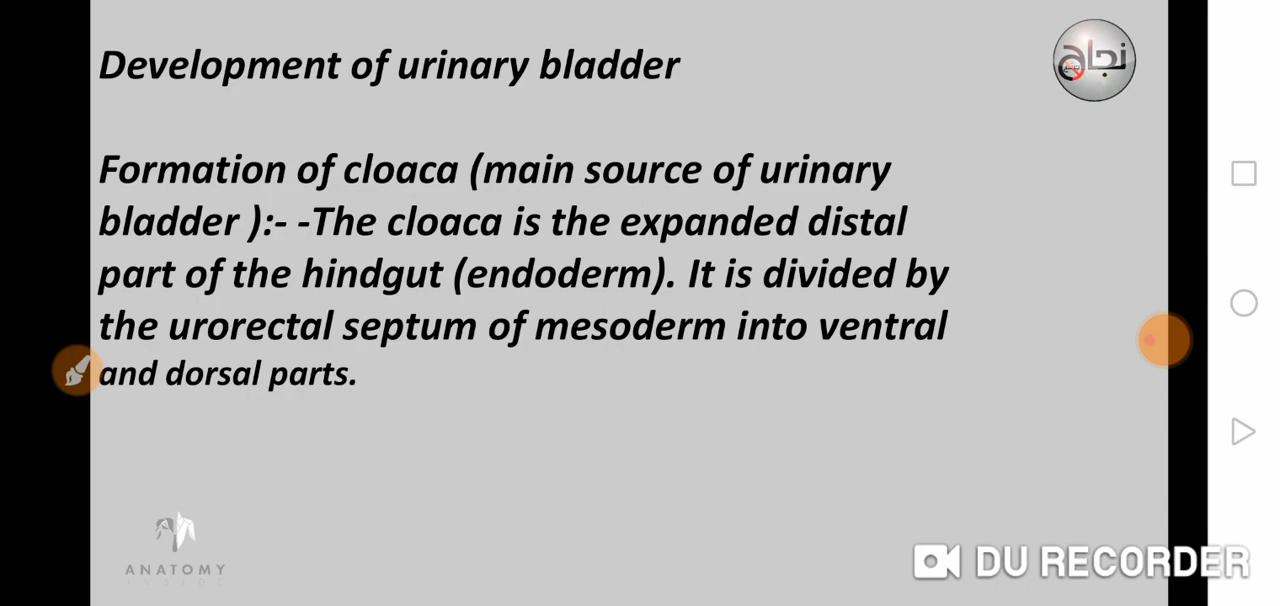 Development of urinary bladder
Formation of cloaca (main source of urinary
bladder ):- -The cloaca is the expanded distal
part of the hindgut (endoderm). It is divided by
the urorectal septum of mesoderm into ventral
and dorsal parts.
ANATOMY
INSIDE
DU RECORDER